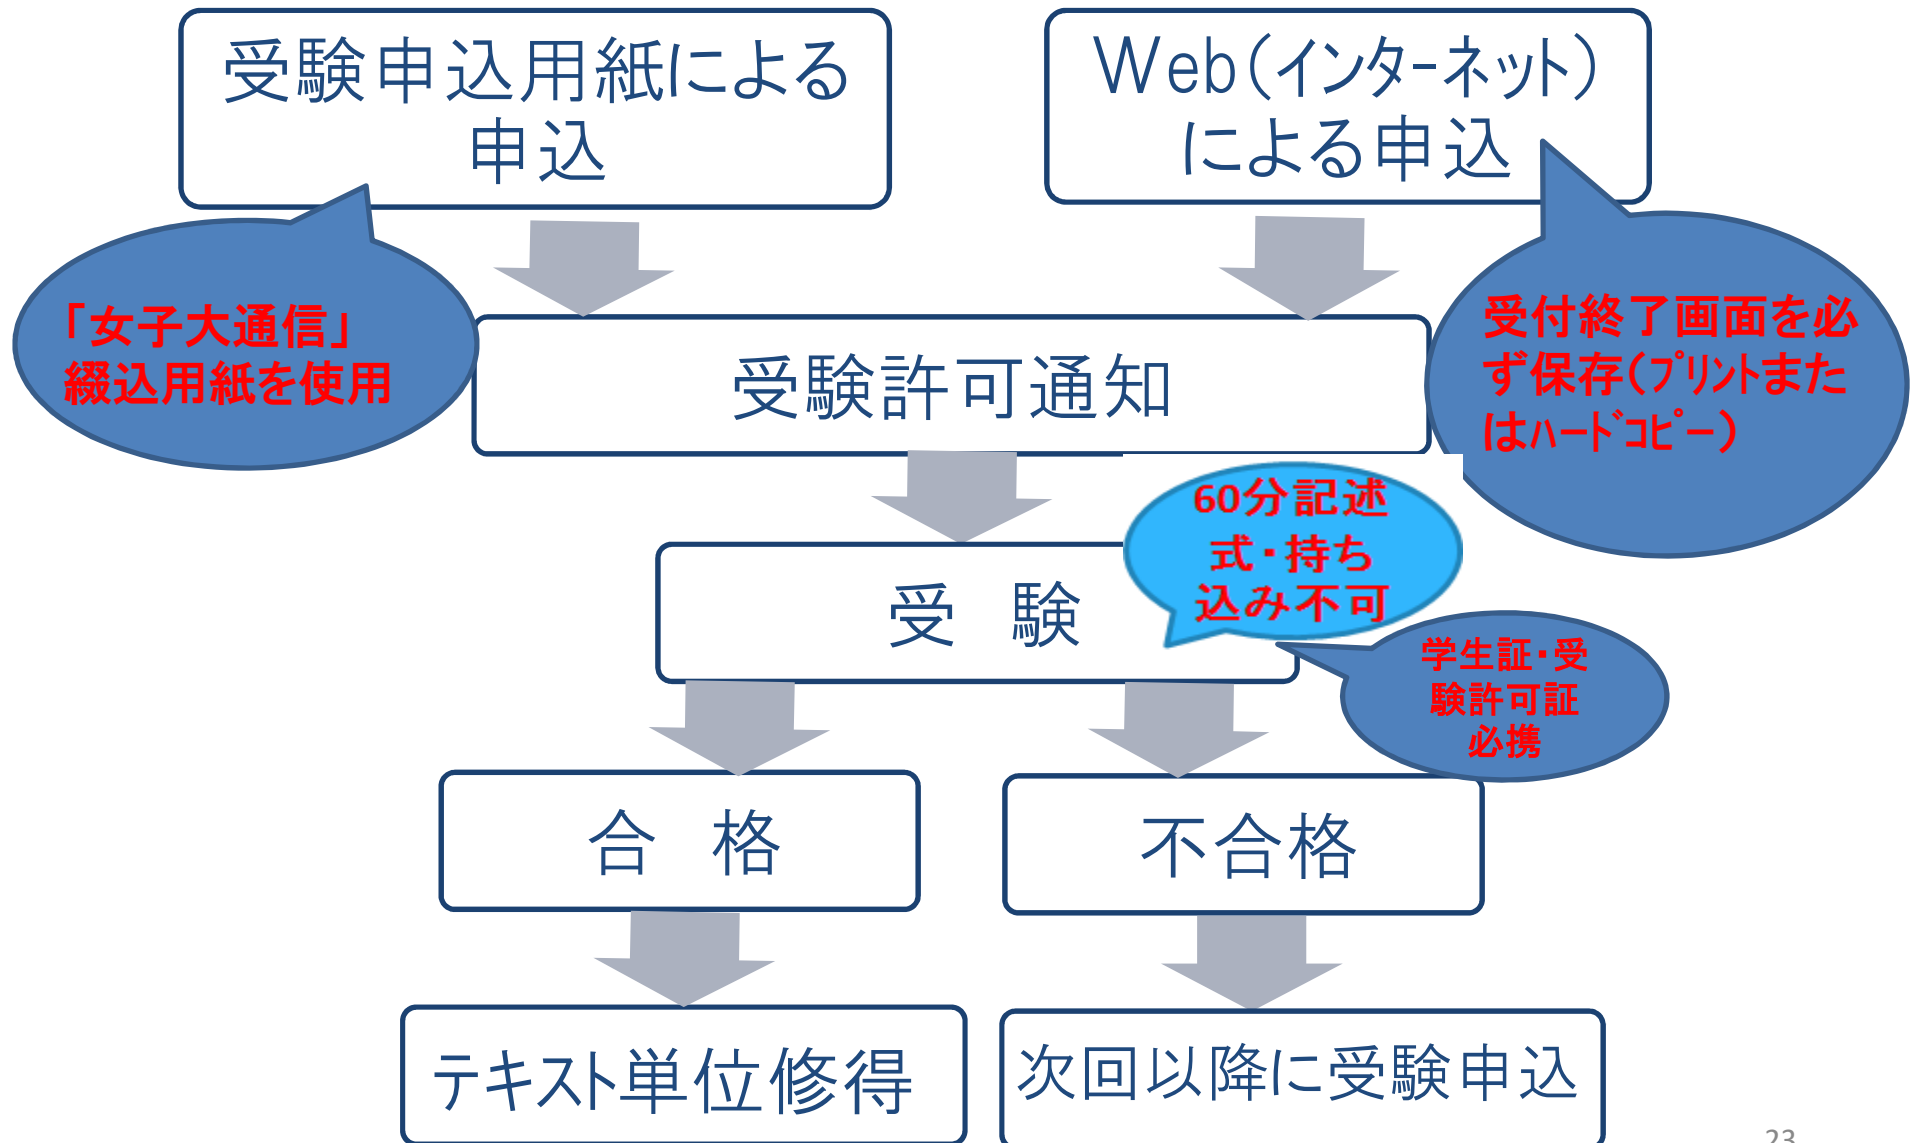 受験申込用紙による
申込
Web(インターネット)
による申込
「女子大通信」
綴込用紙を使用
受付終了画面を必
ず保存(プリントまた
はハードコピー)
受験許可通知
60分記述
式・持ち
込み不可
受　験
学生証・受
験許可証
必携
合　格
不合格
テキスト単位修得
次回以降に受験申込
23